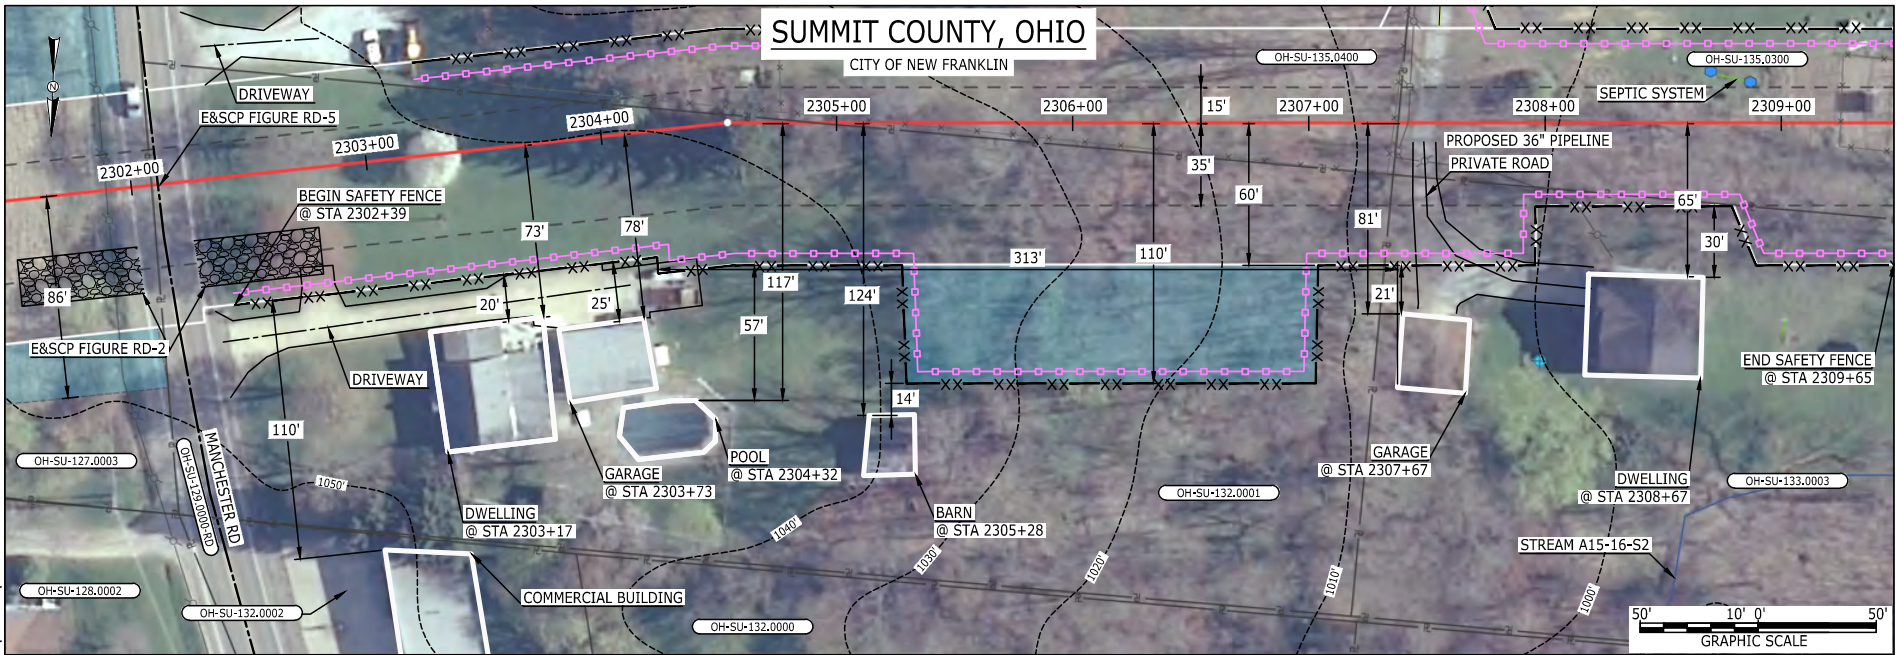 SUMMIT COUNTY, OHIO
CITY OF NEW FRANKLIN
OH-SU-135.0400
OH-SU-135.0300
SEPTIC SYSTEM
N
DRIVEWAY
E&SCP FIGURE RD-5
2302+00
2303+00
2304+00
2305+00
2306+00
2307+00
2308+00
2309+00
15'
35'
60'
PROPOSED 36" PIPELINE
PRIVATE ROAD
BEGIN SAFETY FENCE
@ STA 2302+39
73'
78'
81'
65'
30'
313'
110'
117'
124'
86'
20'
25'
57'
21'
14'
E&SCP FIGURE RD-2
DRIVEWAY
END SAFETY FENCE
@ STA 2309+65
110'
OH-SU-127.0003
OH-SU-129.0000-RD
MANCHESTER RD
1050'
GARAGE
@ STA 2303+73
POOL
@ STA 2304+32
GARAGE
@ STA 2307+67
DWELLING
@ STA 2308+67
OH-SU-133.0003
OH-SU-132.0001
DWELLING
@ STA 2303+17
BARN
@ STA 2305+28
1040'
1030'
1020'
1010'
1000'
STREAM A15-16-S2
OH-SU-128.0002
OH-SU-132.0002
COMMERCIAL BUILDING
OH-SU-132.0000
50' 10' 0' 50'
GRAPHIC SCALE